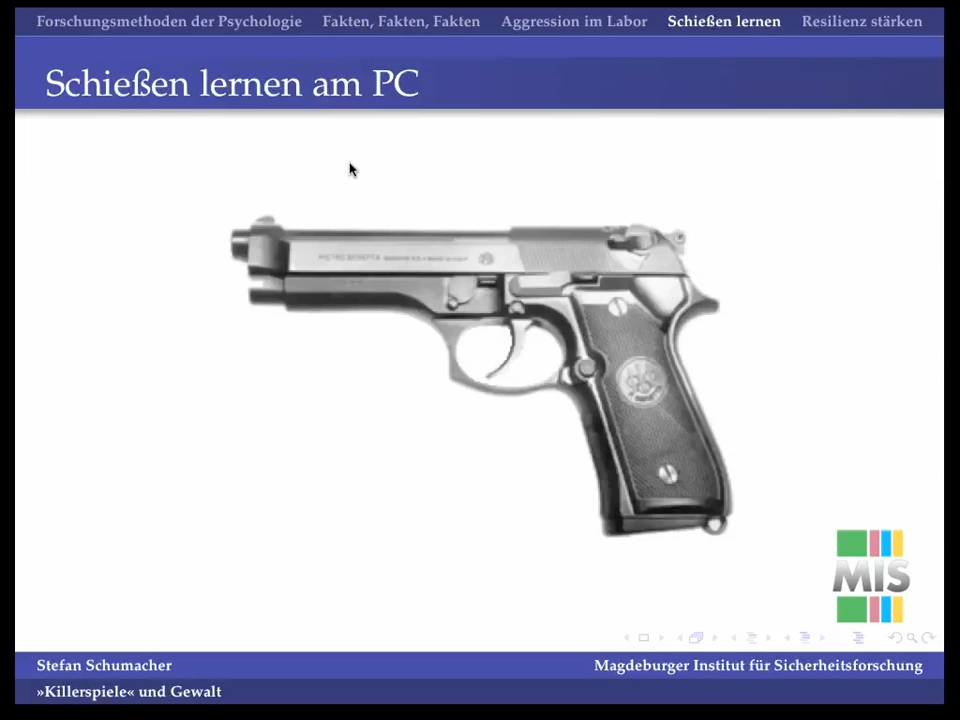 Forschungsmethoden der Psychologie Fakten, Fakten, Fakten Aggression im Labor Schießen lernen Resilienz stärken
Schießen lernen am PC
PIETRO BERETTA
MIS
Stefan Schumacher Magdeburger Institut für Sicherheitsforschung
»Killerspiele« und Gewalt